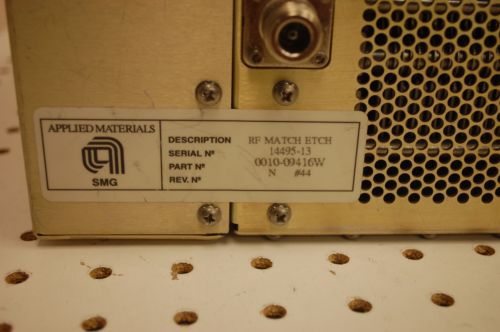 APPLIED MATERIALS
SMG
DESCRIPTION RF MATCH ETCH
SERIAL Nº 14495-13
PART Nº 0010-09416W
REV. Nº N #44